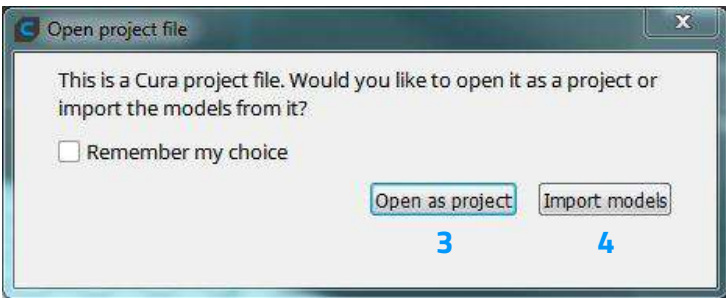 Open project file
This is a Cura project file. Would you like to open it as a project or
import the models from it?
Remember my choice
Open as project Import models
3 4